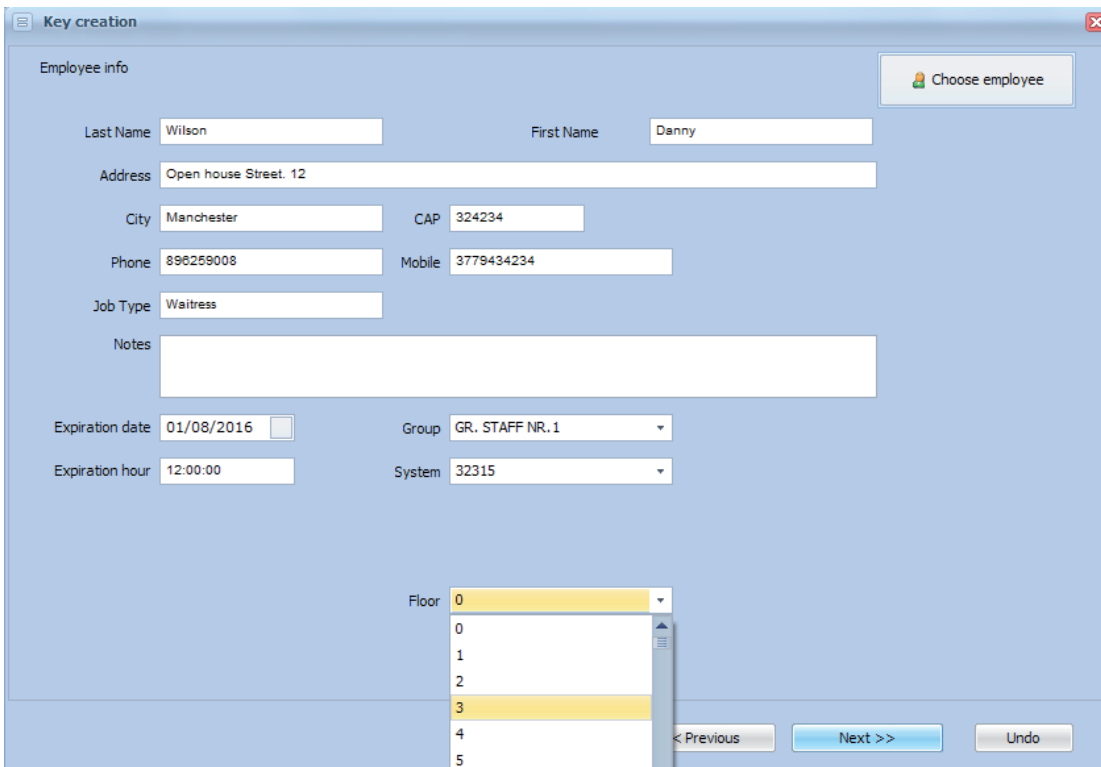 Key creation
Employee info
Choose employee
Last Name Wilson First Name Danny
Address Open house Street. 12
City Manchester CAP 324234
Phone 896259008 Mobile 3779434234
Job Type Waitress
Notes
Expiration date 01/08/2016 Group GR. STAFF NR.1
Expiration hour 12:00:00 System 32315
Floor 0
0
1
2
3
4
5
< Previous Next >> Undo